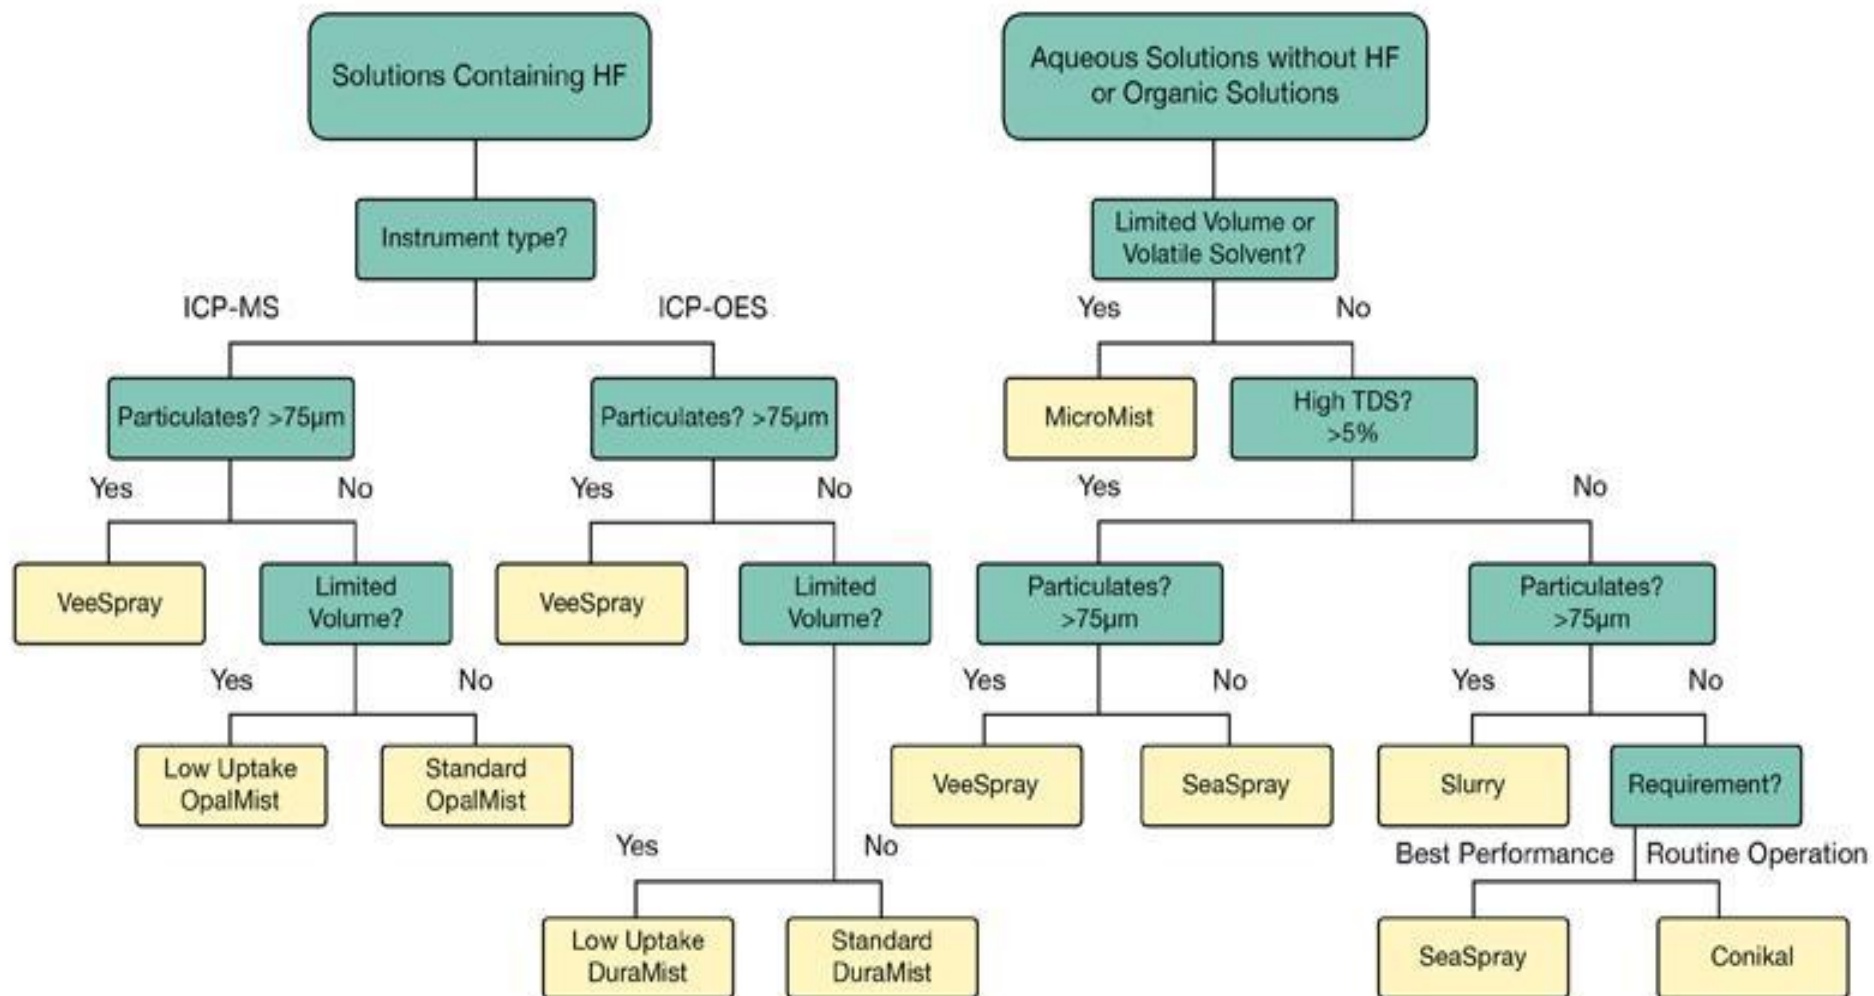 Solutions Containing HF
Aqueous Solutions without HF
or Organic Solutions
Instrument type?
Limited Volume or
Volatile Solvent?
ICP-MS
ICP-OES
Yes
No
Particulates? >75µm
Particulates? >75µm
MicroMist
High TDS?
>5%
Yes
No
Yes
No
Yes
No
VeeSpray
Limited
Volume?
VeeSpray
Limited
Volume?
Particulates?
>75µm
Particulates?
>75µm
Yes
No
Yes
No
Yes
No
Low Uptake
OpalMist
Standard
OpalMist
VeeSpray
SeaSpray
Slurry
Requirement?
Yes
No
Best Performance
Routine Operation
Low Uptake
DuraMist
Standard
DuraMist
SeaSpray
Conikal